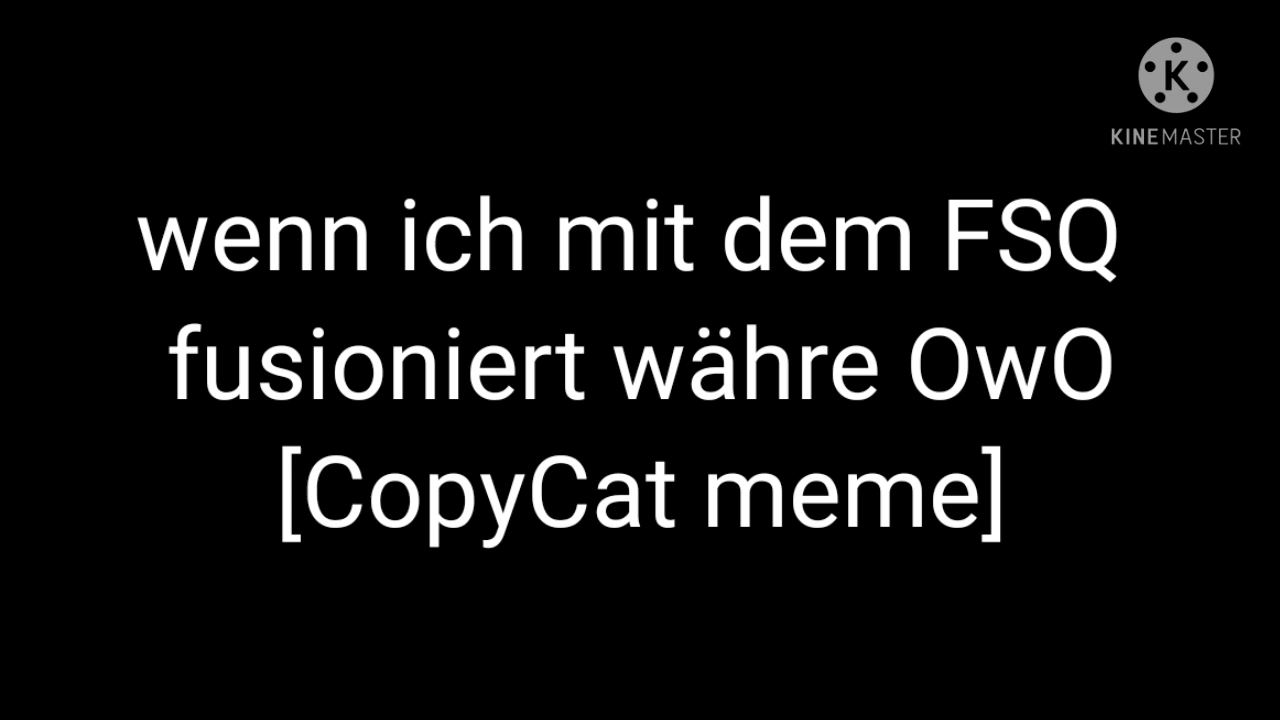 KINEMASTER
wenn ich mit dem FSQ
fusioniert währe OwO
[CopyCat meme]